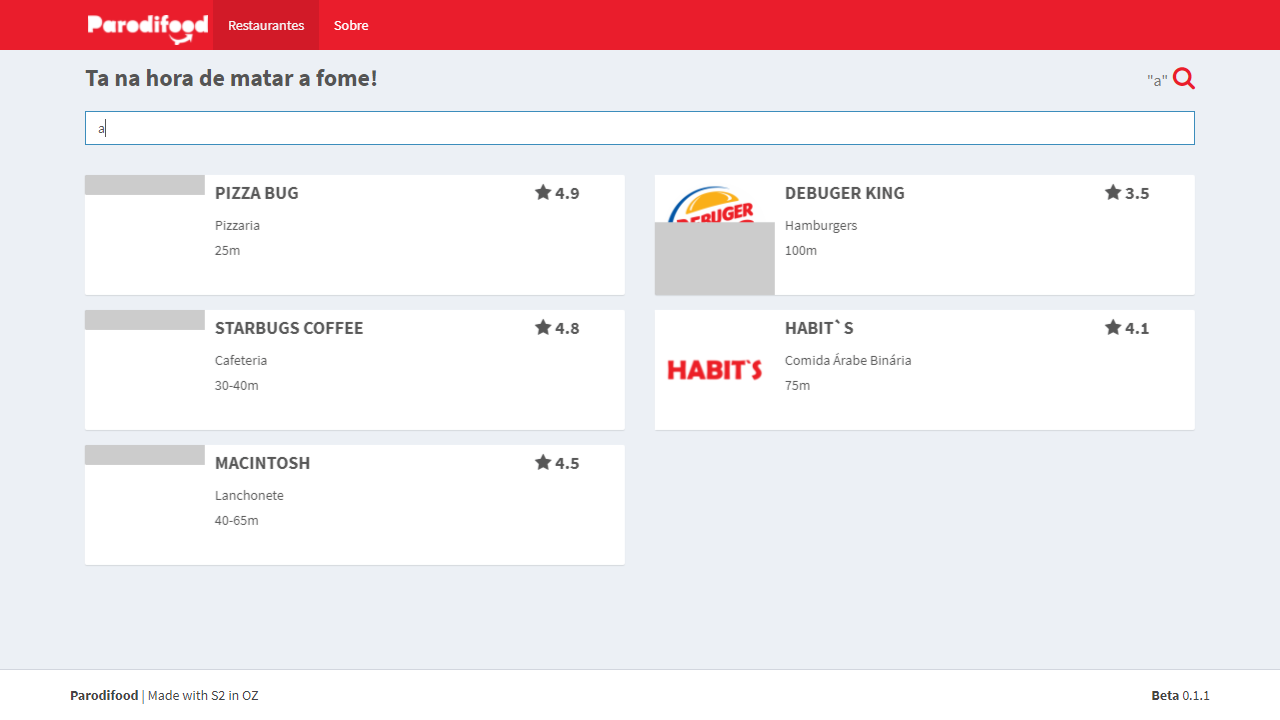 Parodifood Restaurantes Sobre
Ta na hora de matar a fome! "a"
a
PIZZA BUG 4.9
Pizzaria
25m
DEBUGER
DEBUGER KING 3.5
Hamburgers
100m
STARBUGS COFFEE 4.8
Cafeteria
30-40m
HABIT`S
HABIT`S 4.1
Comida Árabe Binária
75m
MACINTOSH 4.5
Lanchonete
40-65m
Parodifood | Made with S2 in OZ
Beta 0.1.1